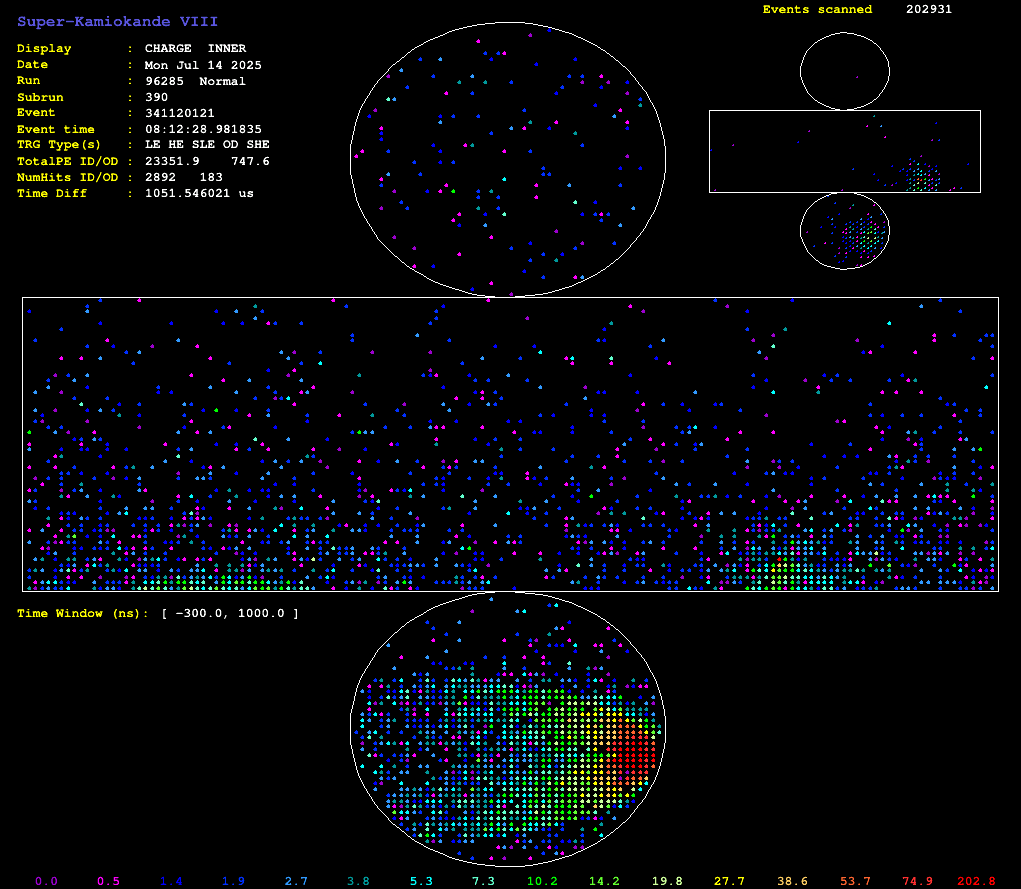 Super-Kamiokande VIII
Events scanned 202931
Display : CHARGE INNER
Date : Mon Jul 14 2025
Run : 96285 Normal
Subrun : 390
Event : 341120121
Event time : 08:12:28.981835
TRG Type(s) : LE HE SLE OD SHE
TotalPE ID/OD : 23351.9 747.6
NumHits ID/OD : 2892 183
Time Diff : 1051.546021 us
Time Window (ns): [ -300.0, 1000.0 ]
0.0 0.5 1.4 1.9 2.7 3.8 5.3 7.3 10.2 14.2 19.8 27.7 38.6 53.7 74.9 202.8